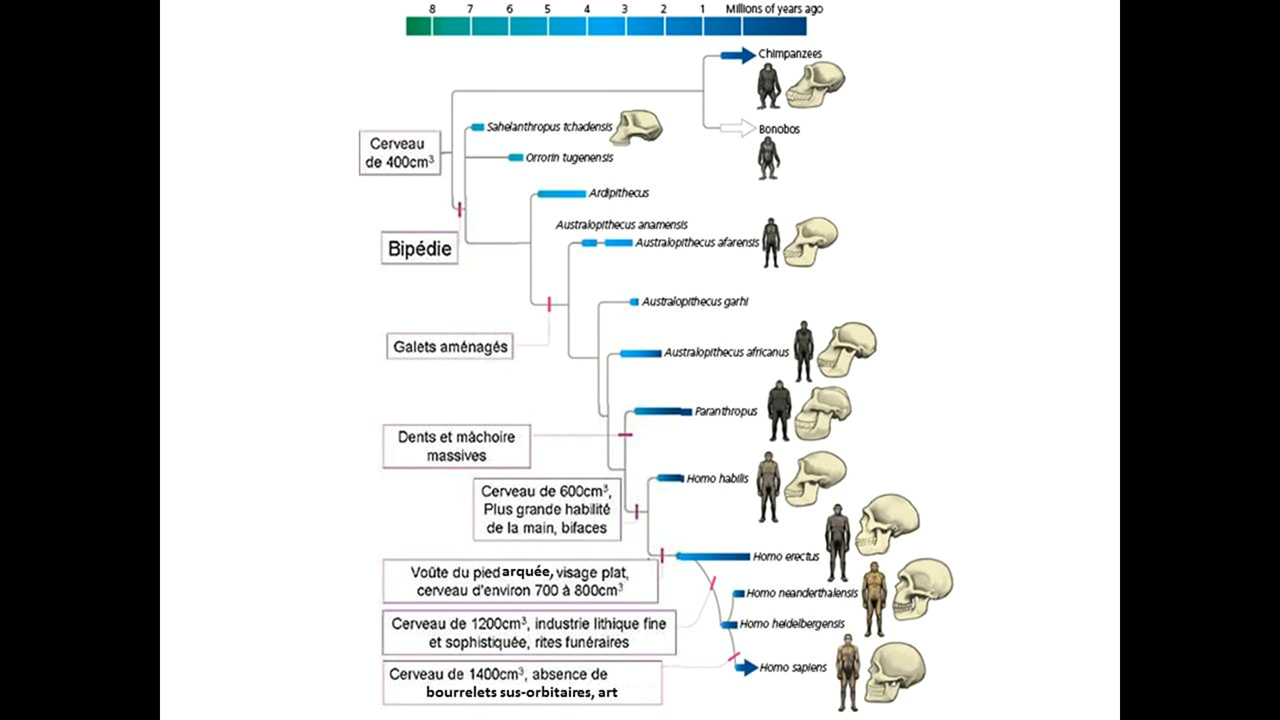 8 7 6 5 4 3 2 1 Millions of years ago
Chimpanzees
Sahelanthropus tchadensis
Bonobos
Cerveau
de 400cm³
Orrorin tugenensis
Ardipithecus
Australopithecus anamensis
Australopithecus afarensis
Bipédie
Australopithecus garhi
Galets aménagés
Australopithecus africanus
Paranthropus
Dents et mâchoire
massives
Homo habilis
Cerveau de 600cm³,
Plus grande habilité
de la main, bifaces
Homo erectus
Voûte du pied arquée, visage plat,
cerveau d'environ 700 à 800cm³
Homo neanderthalensis
Homo heidelbergensis
Cerveau de 1200cm³, industrie lithique fine
et sophistiquée, rites funéraires
Homo sapiens
Cerveau de 1400cm³, absence de
bourrelets sus-orbitaires, art